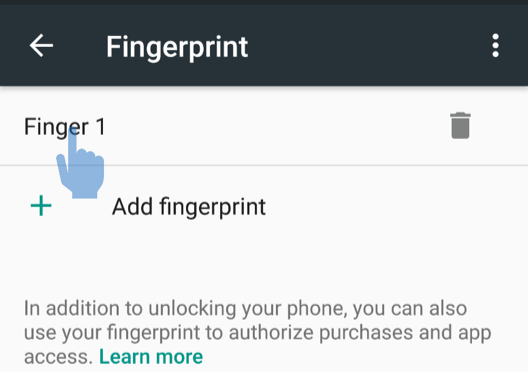 Fingerprint
Finger 1
Add fingerprint
In addition to unlocking your phone, you can also
use your fingerprint to authorize purchases and app
access. Learn more